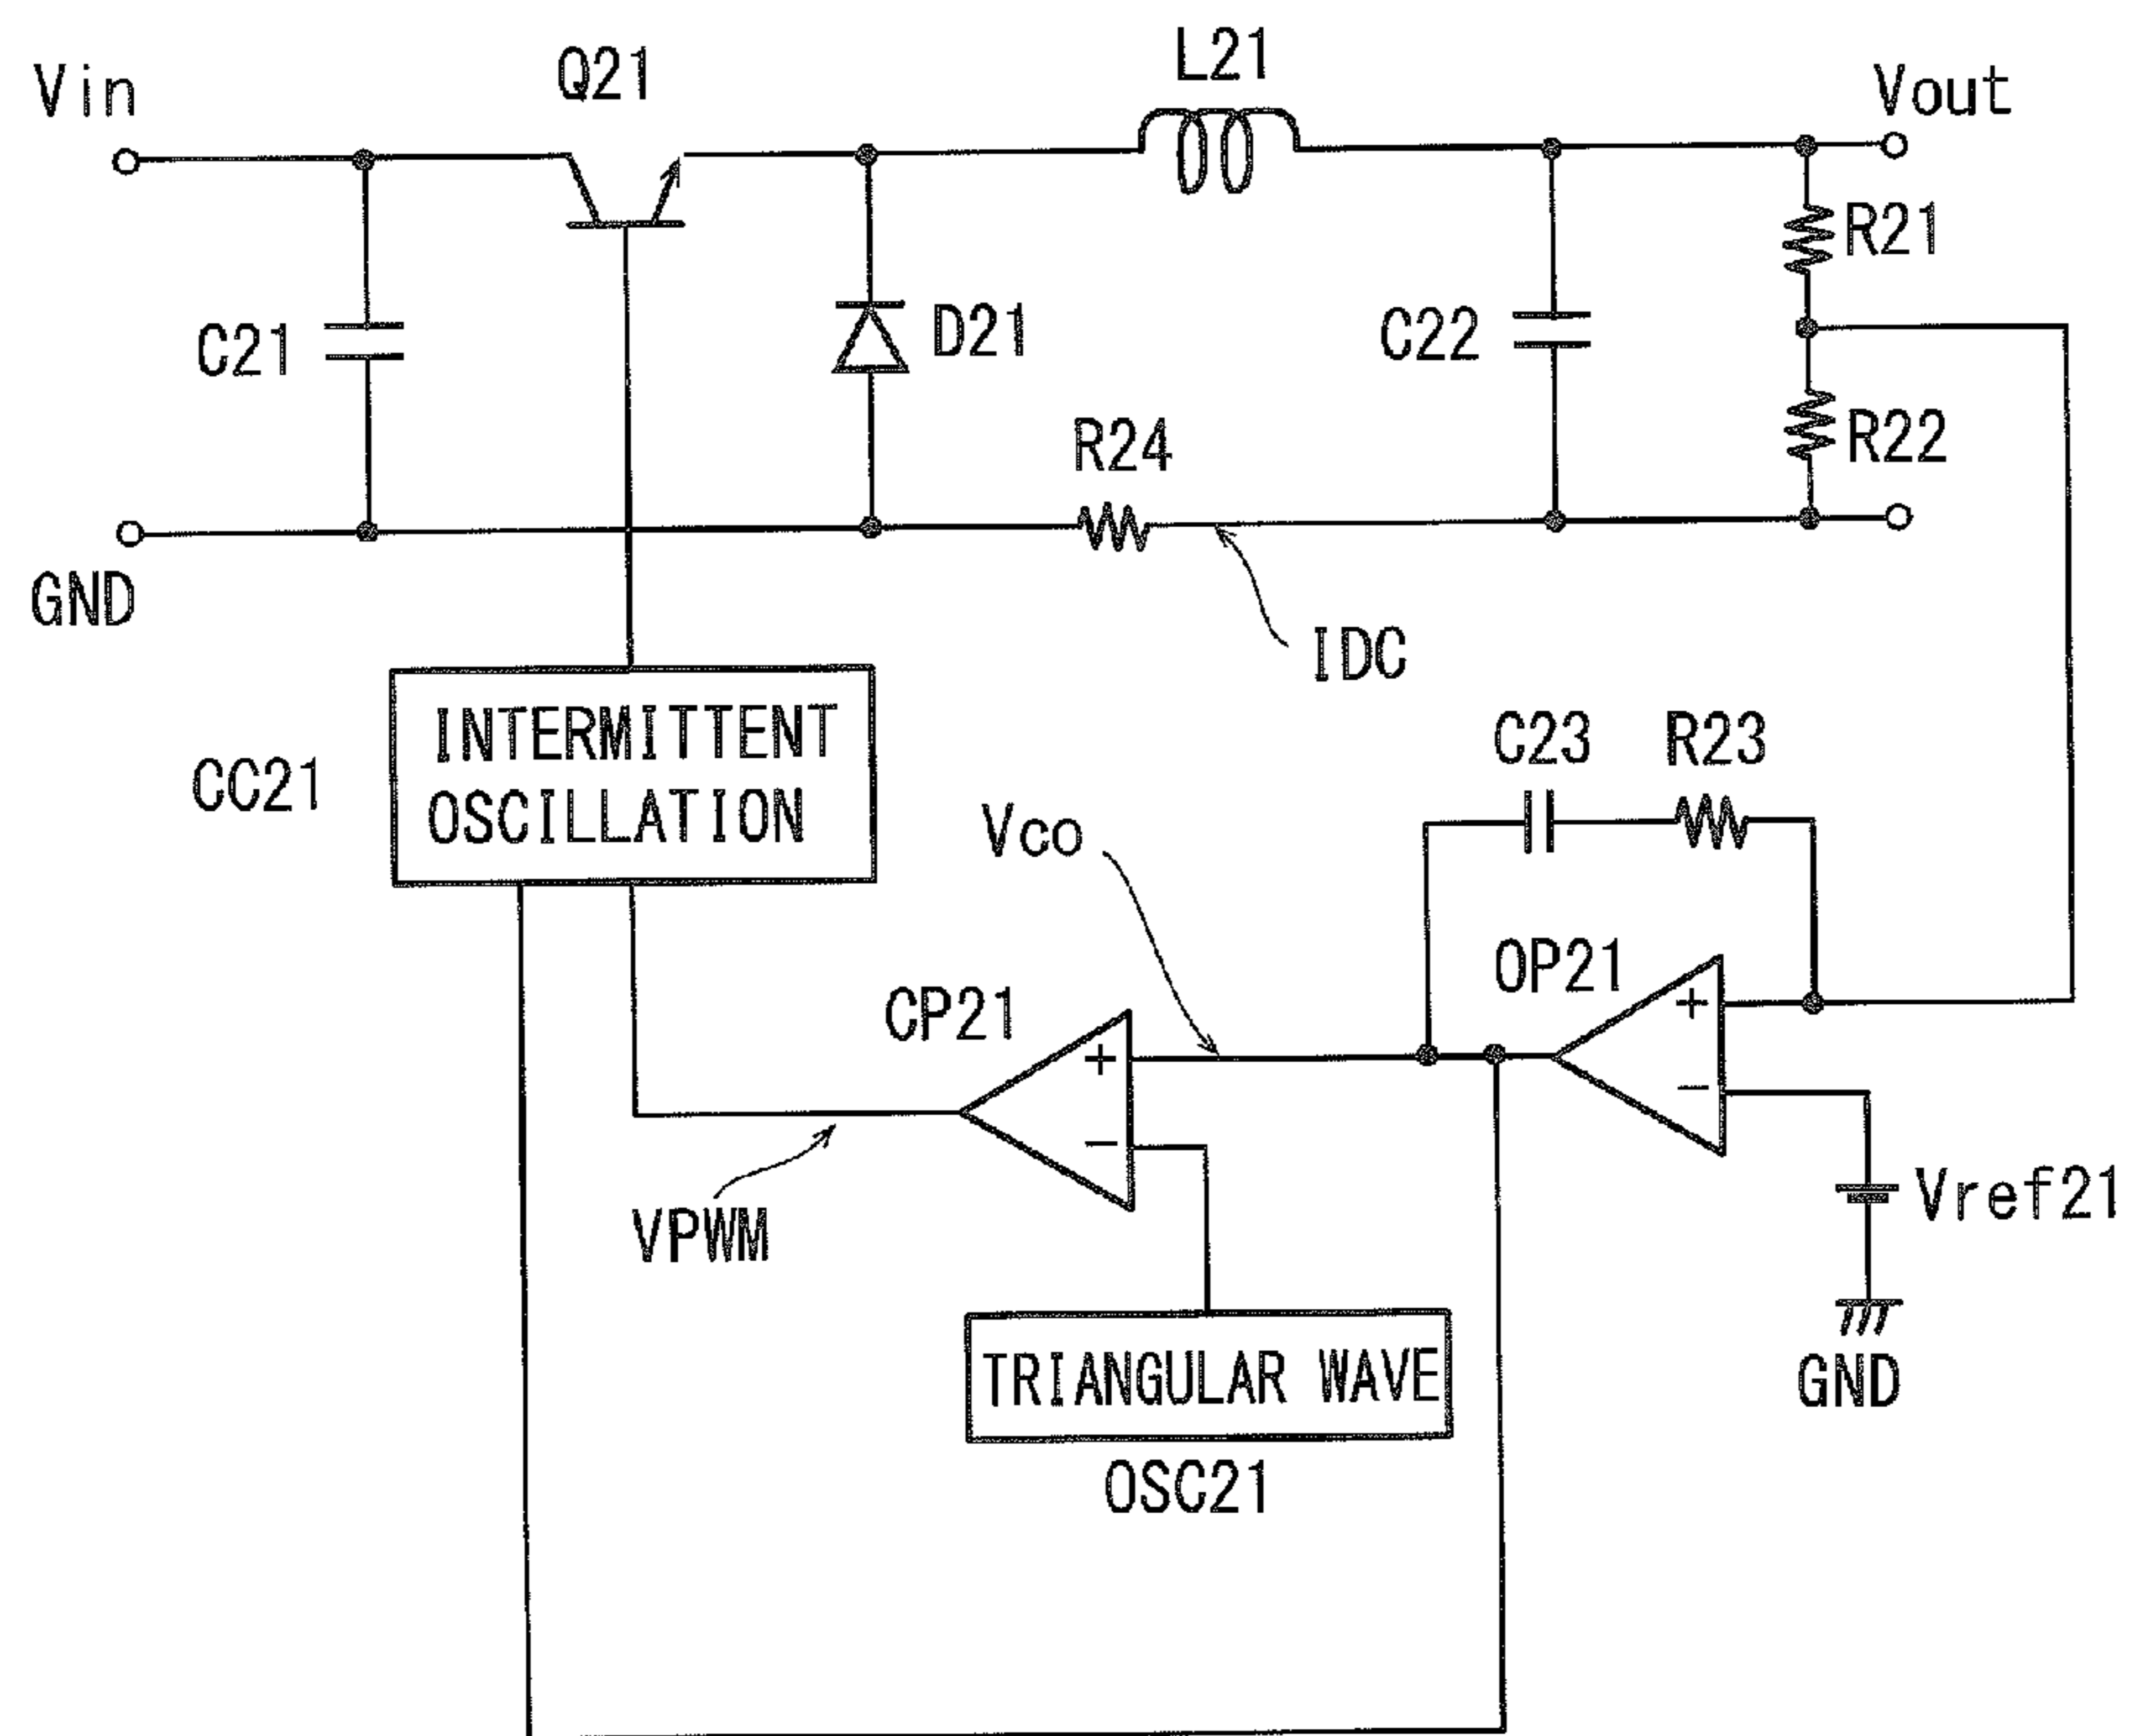 Vin
Q21
L21
Vout
R21
C21
D21
C22
R24
R22
GND
IDC
CC21
INTERMITTENT
OSCILLATION
C23
R23
Vco
OP21
+
−
CP21
+
−
VPWM
Vref21
TRIANGULAR WAVE
GND
OSC21